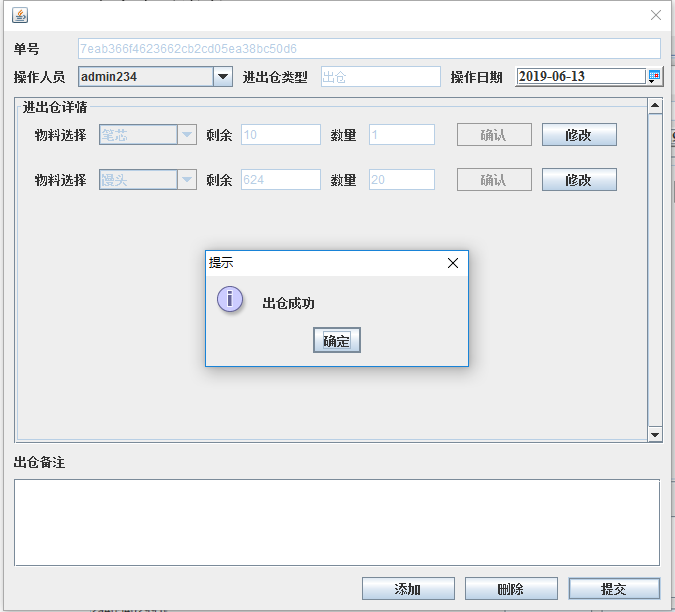 单号 7eab366f4623662cb2cd05ea38bc50d6
操作人员 admin234 进出仓类型 出仓 操作日期 2019-06-13
进出仓详情
物料选择 笔芯 剩余 10 数量 1 确认 修改
物料选择 馒头 剩余 624 数量 20 确认 修改
提示
出仓成功
确定
出仓备注
添加 删除 提交